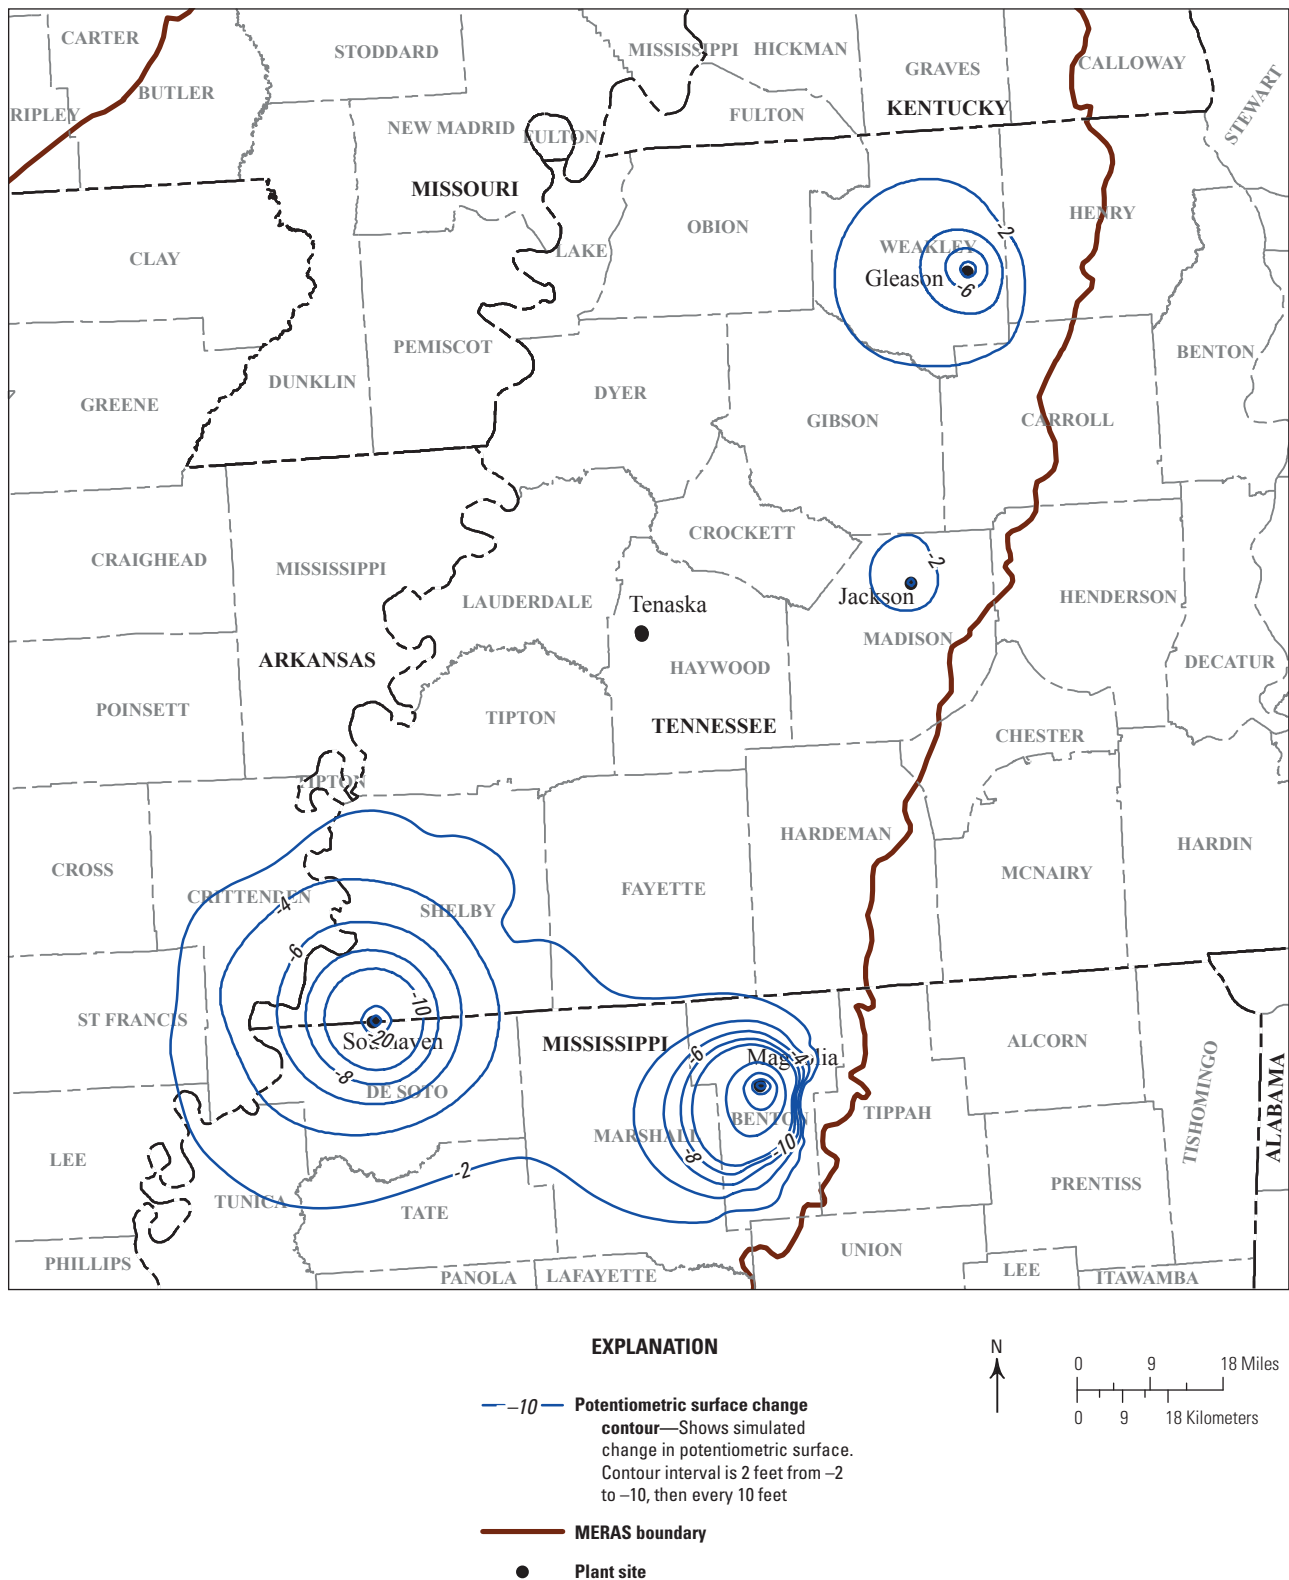 CARTER
STODDARD
MISSISSIPPI
HICKMAN
GRAVES
CALLOWAY
BUTLER
RIPLEY
NEW MADRID
FULTON
FULTON
KENTUCKY
STEWART
MISSOURI
CLAY
LAKE
OBION
WEAKLEY
-2
HENRY
Gleason
-6
PEMISCOT
BENTON
DUNKLIN
GREENE
DYER
GIBSON
CARROLL
CRAIGHEAD
MISSISSIPPI
CROCKETT
-2
LAUDERDALE
Tenaska
Jackson
HENDERSON
MADISON
ARKANSAS
HAYWOOD
DECATUR
POINSETT
TIPTON
TENNESSEE
CHESTER
TIPTON
HARDEMAN
HARDIN
CROSS
CRITTENDEN
-4
SHELBY
FAYETTE
MCNAIRY
-6
-10
ST FRANCIS
-20
Southaven
MISSISSIPPI
-6
Magnolia
-4
ALCORN
-8
DE SOTO
BENTON
TIPPAH
TISHOMINGO
ALABAMA
MARSHALL
-8
-10
LEE
-2
PRENTISS
TUNICA
TATE
PHILLIPS
PANOLA
LAFAYETTE
UNION
LEE
ITAWAMBA
EXPLANATION
–10
Potentiometric surface change
contour—Shows simulated
change in potentiometric surface.
Contour interval is 2 feet from –2
to –10, then every 10 feet
MERAS boundary
Plant site
N
0 9 18 Miles
0 9 18 Kilometers